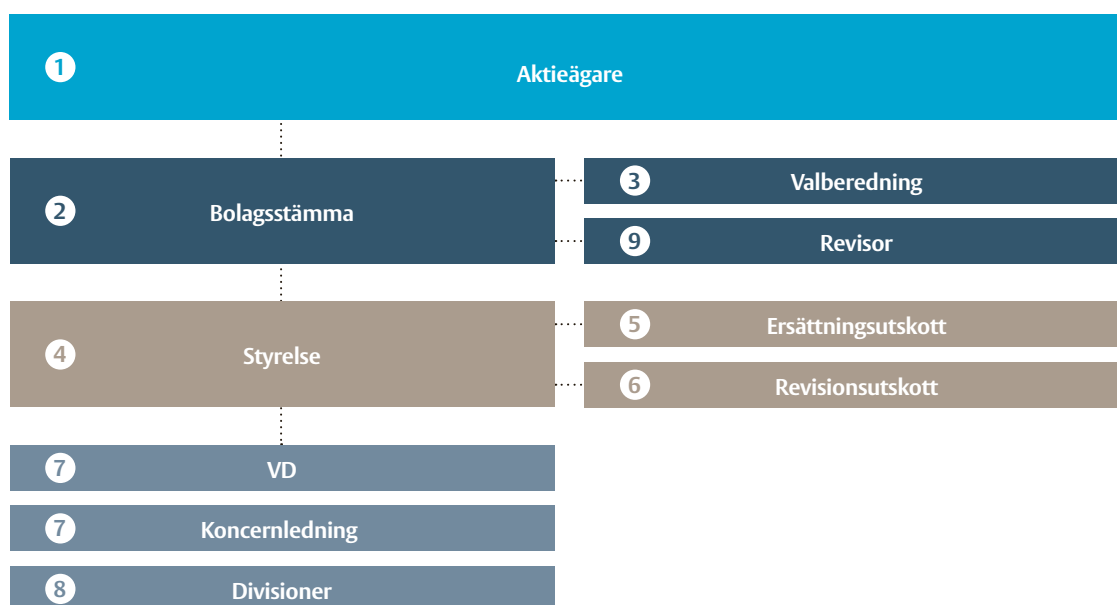 1 Aktieägare
2 Bolagsstämma
3 Valberedning
9 Revisor
4 Styrelse
5 Ersättningsutskott
6 Revisionsutskott
7 VD
7 Koncernledning
8 Divisioner